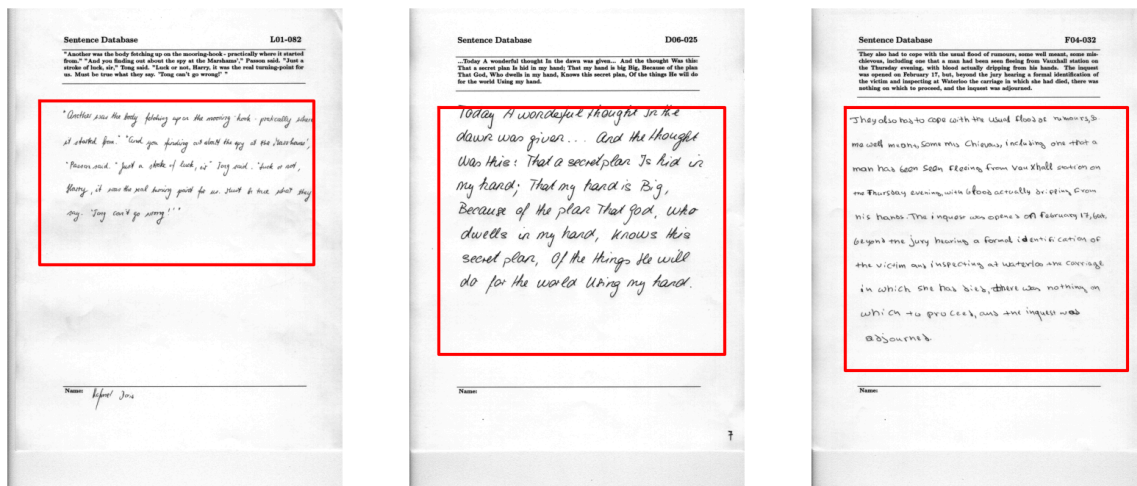 Sentence Database L01-082
"Another was the body fetching up on the mooring-hook - practically where it started
from." "And you finding out about the spy at the Marshams'," Passon said. "Just a
stroke of luck, sir," Tong said. "Luck or not, Harry, it was the real turning-point for
us. Must be true what they say. "Tong can't go wrong!' "
"Another was the body fetching up on the mooring-hook - practically where
it started from." "And you finding out about the spy at the Marshams',"
Passon said. "Just a stroke of luck, sir" Tong said. "Luck or not,
Harry, it was the real turning point for us. Must be true what they
say. "Tong can't go wrong!'"
Name:
Sentence Database D06-025
...Today A wonderful thought In the dawn was given... And the thought Was this:
That a secret plan Is hid in my hand; That my hand is big Big, Because of the plan
That God, Who dwells in my hand, Knows this secret plan, Of the things He will do
for the world Using my hand.
Today A wonderful thought In the
dawn was given... And the thought
Was this: That a secret plan Is hid in
my hand; That my hand is Big,
Because of the plan That God, Who
dwells in my hand, Knows this
secret plan, Of the things He will
do for the world Using my hand.
Name:
7
Sentence Database F04-032
They also had to cope with the usual flood of rumours, some well meant, some mis-
chievous, including one that a man had been seen fleeing from Vauxhall station on
the Thursday evening, with blood actually dripping from his hands. The inquest
was opened on February 17, but, beyond the jury hearing a formal identification of
the victim and inspecting at Waterloo the carriage in which she had died, there was
nothing on which to proceed, and the inquest was adjourned.
They also had to cope with the usual flood of rumours, so
me well meant, some mis chievous, including one that a
man had been seen fleeing from Vauxhall station on
the Thursday evening, with blood actually dripping from
his hands. The inquest was opened on February 17, but,
beyond the jury hearing a formal identification of
the victim and inspecting at Waterloo the carriage
in which she had died, there was nothing on
which to proceed, and the inquest was
adjourned.
Name: